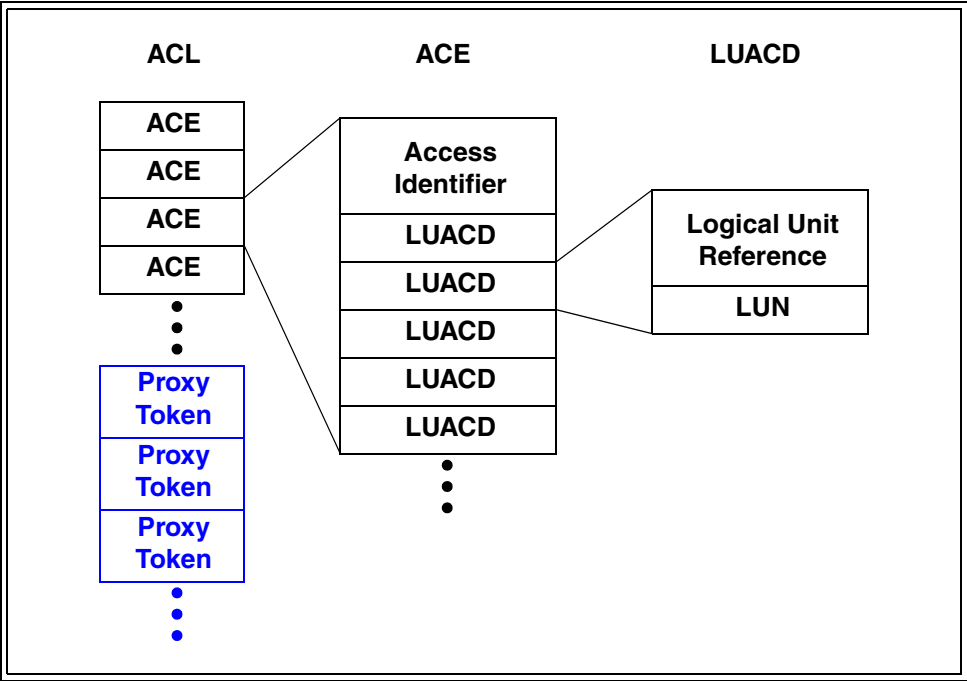 ACL
ACE
LUACD
ACE
ACE
ACE
ACE
Proxy
Token
Proxy
Token
Proxy
Token
Access
Identifier
LUACD
LUACD
LUACD
LUACD
LUACD
Logical Unit
Reference
LUN